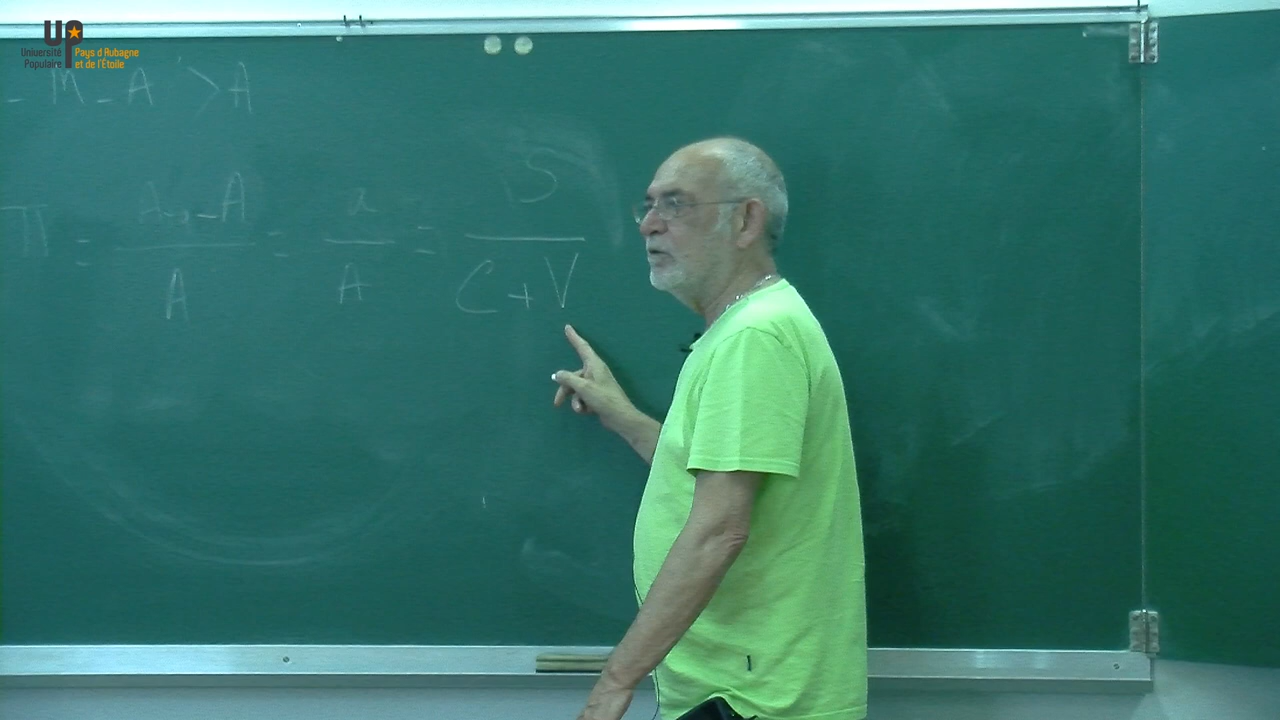 UP
Université Populaire
Pays d'Aubagne et de l'Étoile
- M - A' > A
Π = A' - A / A = a / A = S / C + V